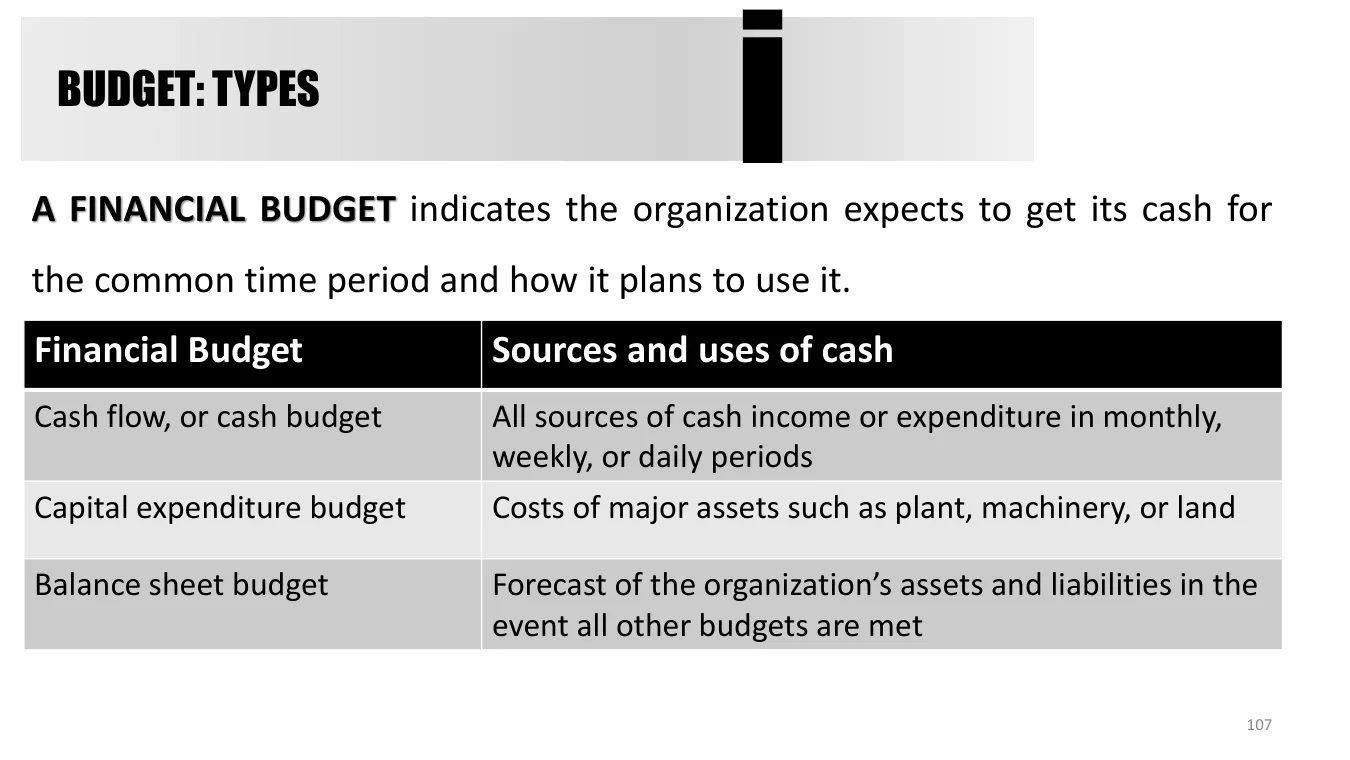 BUDGET: TYPES
A FINANCIAL BUDGET indicates the organization expects to get its cash for
the common time period and how it plans to use it.
Financial Budget
Sources and uses of cash
Cash flow, or cash budget
All sources of cash income or expenditure in monthly,
weekly, or daily periods
Capital expenditure budget
Costs of major assets such as plant, machinery, or land
Balance sheet budget
Forecast of the organization’s assets and liabilities in the
event all other budgets are met
107